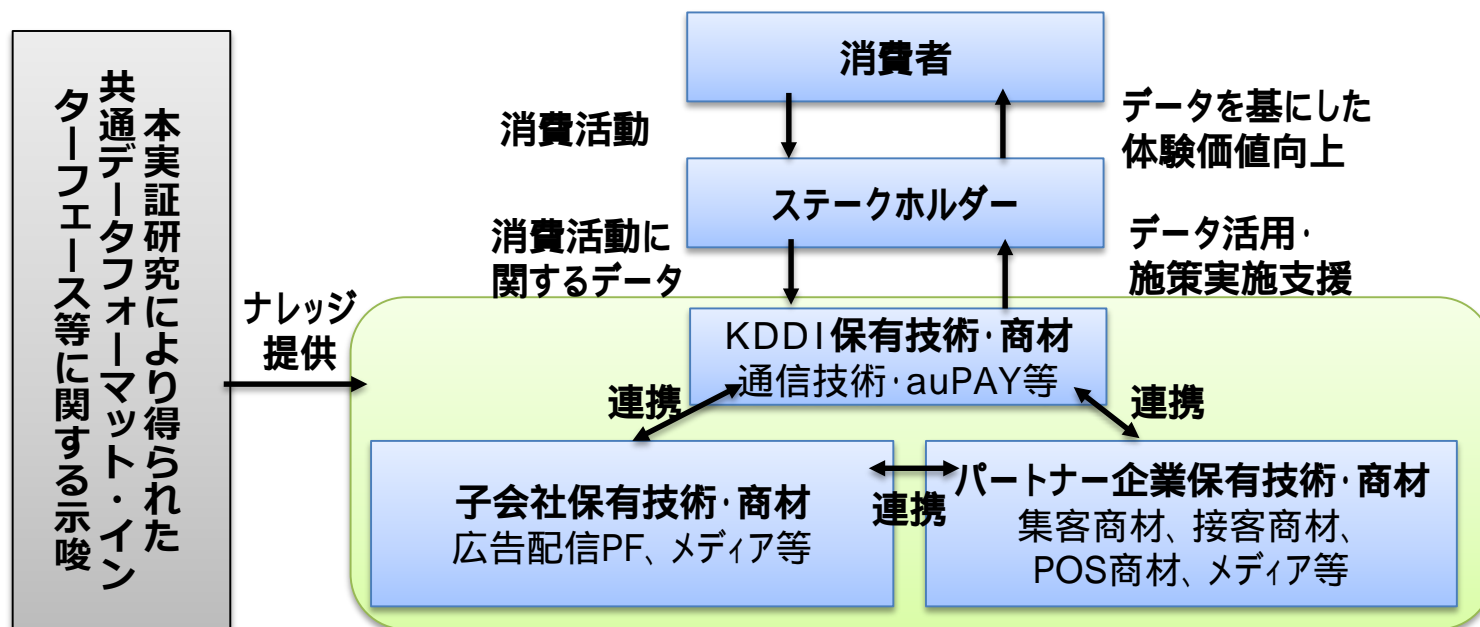 本実証研究により得られた
共通データフォーマット・イン
ターフェース等に関する示唆
ナレッジ
提供
消費者
消費活動
データを基にした
体験価値向上
ステークホルダー
消費活動に
関するデータ
データ活用・
施策実施支援
KDDI保有技術・商材
通信技術・auPAY等
連携
連携
子会社保有技術・商材
広告配信PF、メディア等
連携
パートナー企業保有技術・商材
集客商材、接客商材、
POS商材、メディア等